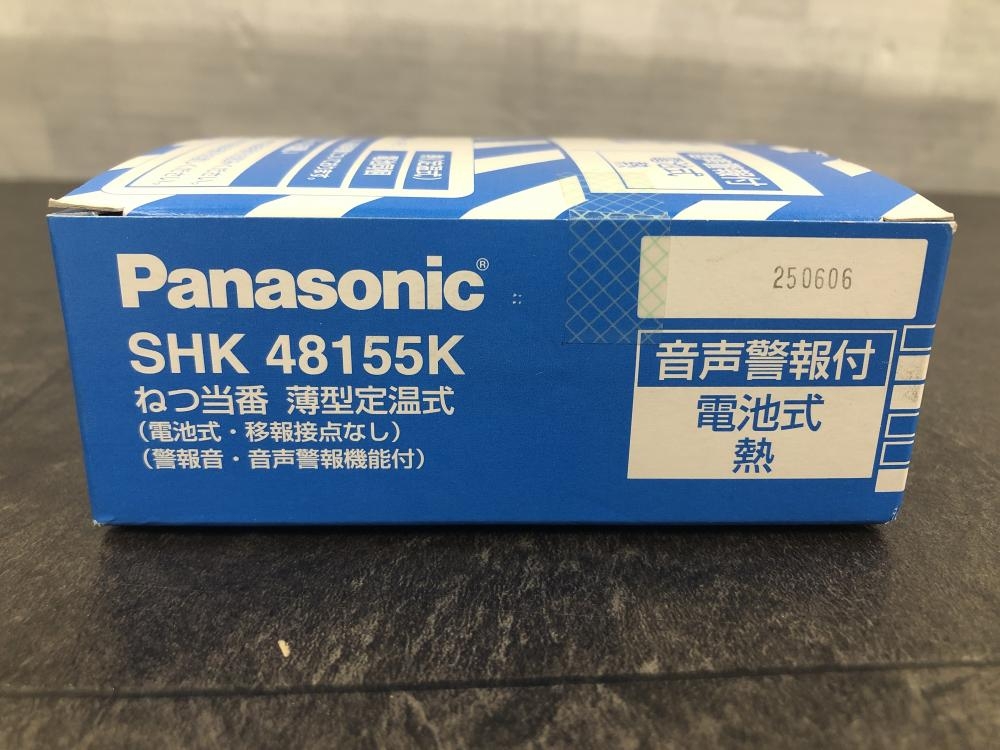 Panasonic®
SHK 48155K
ねつ当番 薄型定温式
(電池式・移報接点なし)
(警報音・音声警報機能付)
250606
音声警報付
電池式
熱